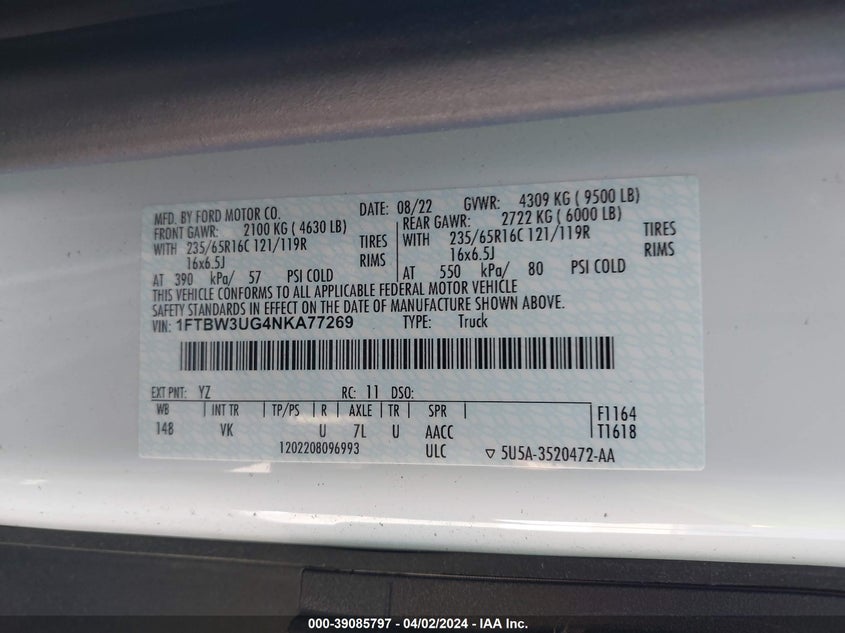 MFD. BY FORD MOTOR CO. DATE: 08/22 GVWR: 4309 KG ( 9500 LB)
FRONT GAWR: 2100 KG ( 4630 LB) REAR GAWR: 2722 KG ( 6000 LB)
WITH 235/65R16C 121/119R TIRES WITH 235/65R16C 121/119R TIRES
16x6.5J RIMS 16x6.5J RIMS
AT 390 kPa/ 57 PSI COLD AT 550 kPa/ 80 PSI COLD
THIS VEHICLE CONFORMS TO ALL APPLICABLE FEDERAL MOTOR VEHICLE
SAFETY STANDARDS IN EFFECT ON THE DATE OF MANUFACTURE SHOWN ABOVE.
VIN: 1FTBW3UG4NKA77269 TYPE: Truck
EXT PNT: YZ RC: 11 DSO:
WB INT TR TP/PS R AXLE TR SPR F1164
148 VK U 7L U AACC T1618
1202208096993 ULC ▽ 5U5A-3520472-AA
000-39085797 - 04/02/2024 - IAA Inc.